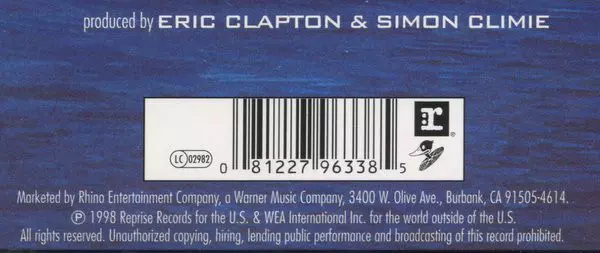 produced by ERIC CLAPTON & SIMON CLIMIE
r ®
LC 02982
0 81227 96338 5
Marketed by Rhino Entertainment Company, a Warner Music Company, 3400 W. Olive Ave., Burbank, CA 91505-4614.
℗ 1998 Reprise Records for the U.S. & WEA International Inc. for the world outside of the U.S.
All rights reserved. Unauthorized copying, hiring, lending public performance and broadcasting of this record prohibited.